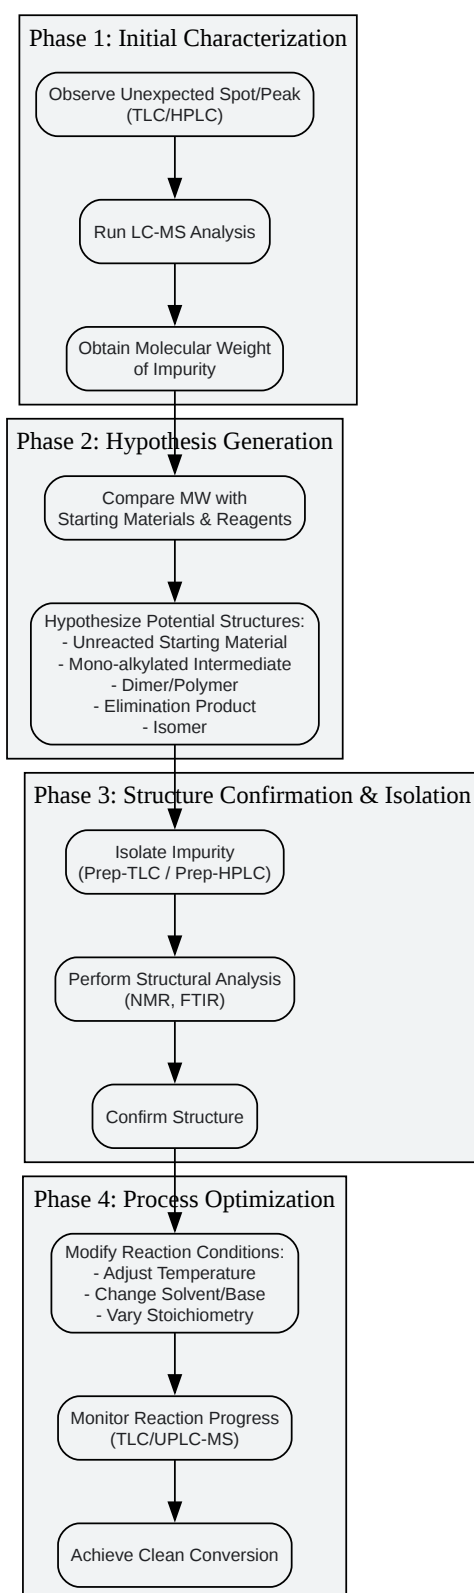 Phase 1: Initial Characterization
Observe Unexpected Spot/Peak
(TLC/HPLC)
Run LC-MS Analysis
Obtain Molecular Weight
of Impurity
Phase 2: Hypothesis Generation
Compare MW with
Starting Materials & Reagents
Hypothesize Potential Structures:
- Unreacted Starting Material
- Mono-alkylated Intermediate
- Dimer/Polymer
- Elimination Product
- Isomer
Phase 3: Structure Confirmation & Isolation
Isolate Impurity
(Prep-TLC / Prep-HPLC)
Perform Structural Analysis
(NMR, FTIR)
Confirm Structure
Phase 4: Process Optimization
Modify Reaction Conditions:
- Adjust Temperature
- Change Solvent/Base
- Vary Stoichiometry
Monitor Reaction Progress
(TLC/UPLC-MS)
Achieve Clean Conversion